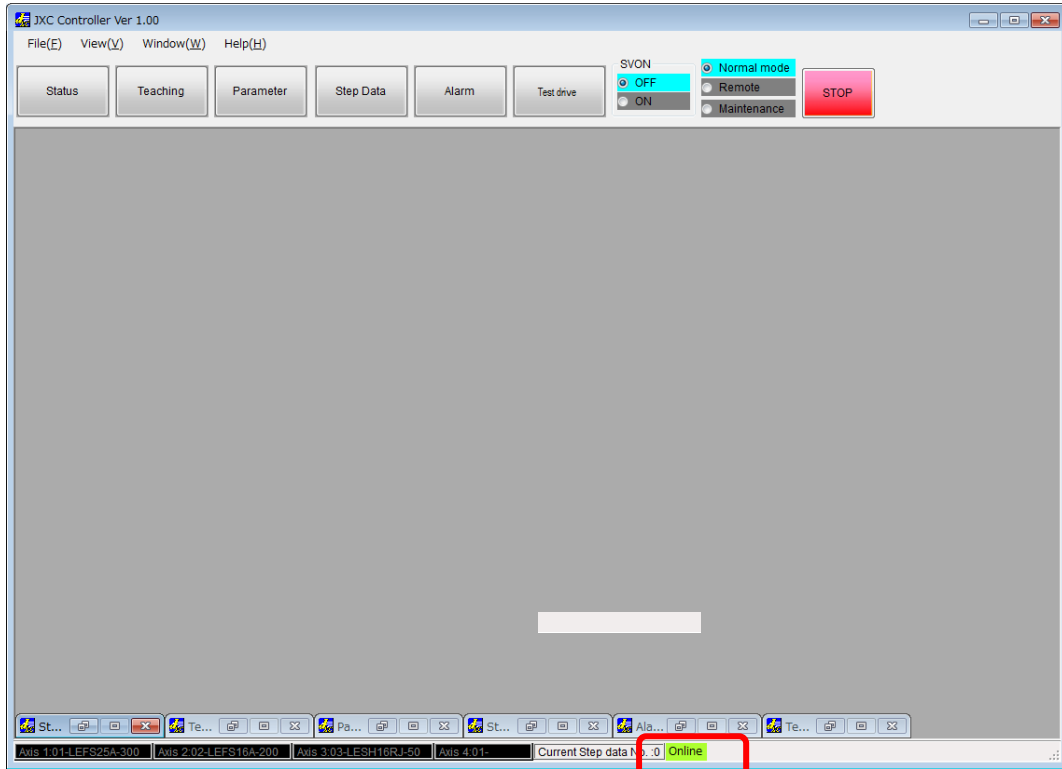 JXC Controller Ver 1.00
File(F) View(V) Window(W) Help(H)
Status Teaching Parameter Step Data Alarm Test drive
SVON
OFF
ON
Normal mode
Remote
Maintenance
STOP
St... Te... Pa... St... Ala... Te...
Axis 1:01-LEFS25A-300 Axis 2:02-LEFS16A-200 Axis 3:03-LESH16RJ-50 Axis 4:01- Current Step data No. :0 Online